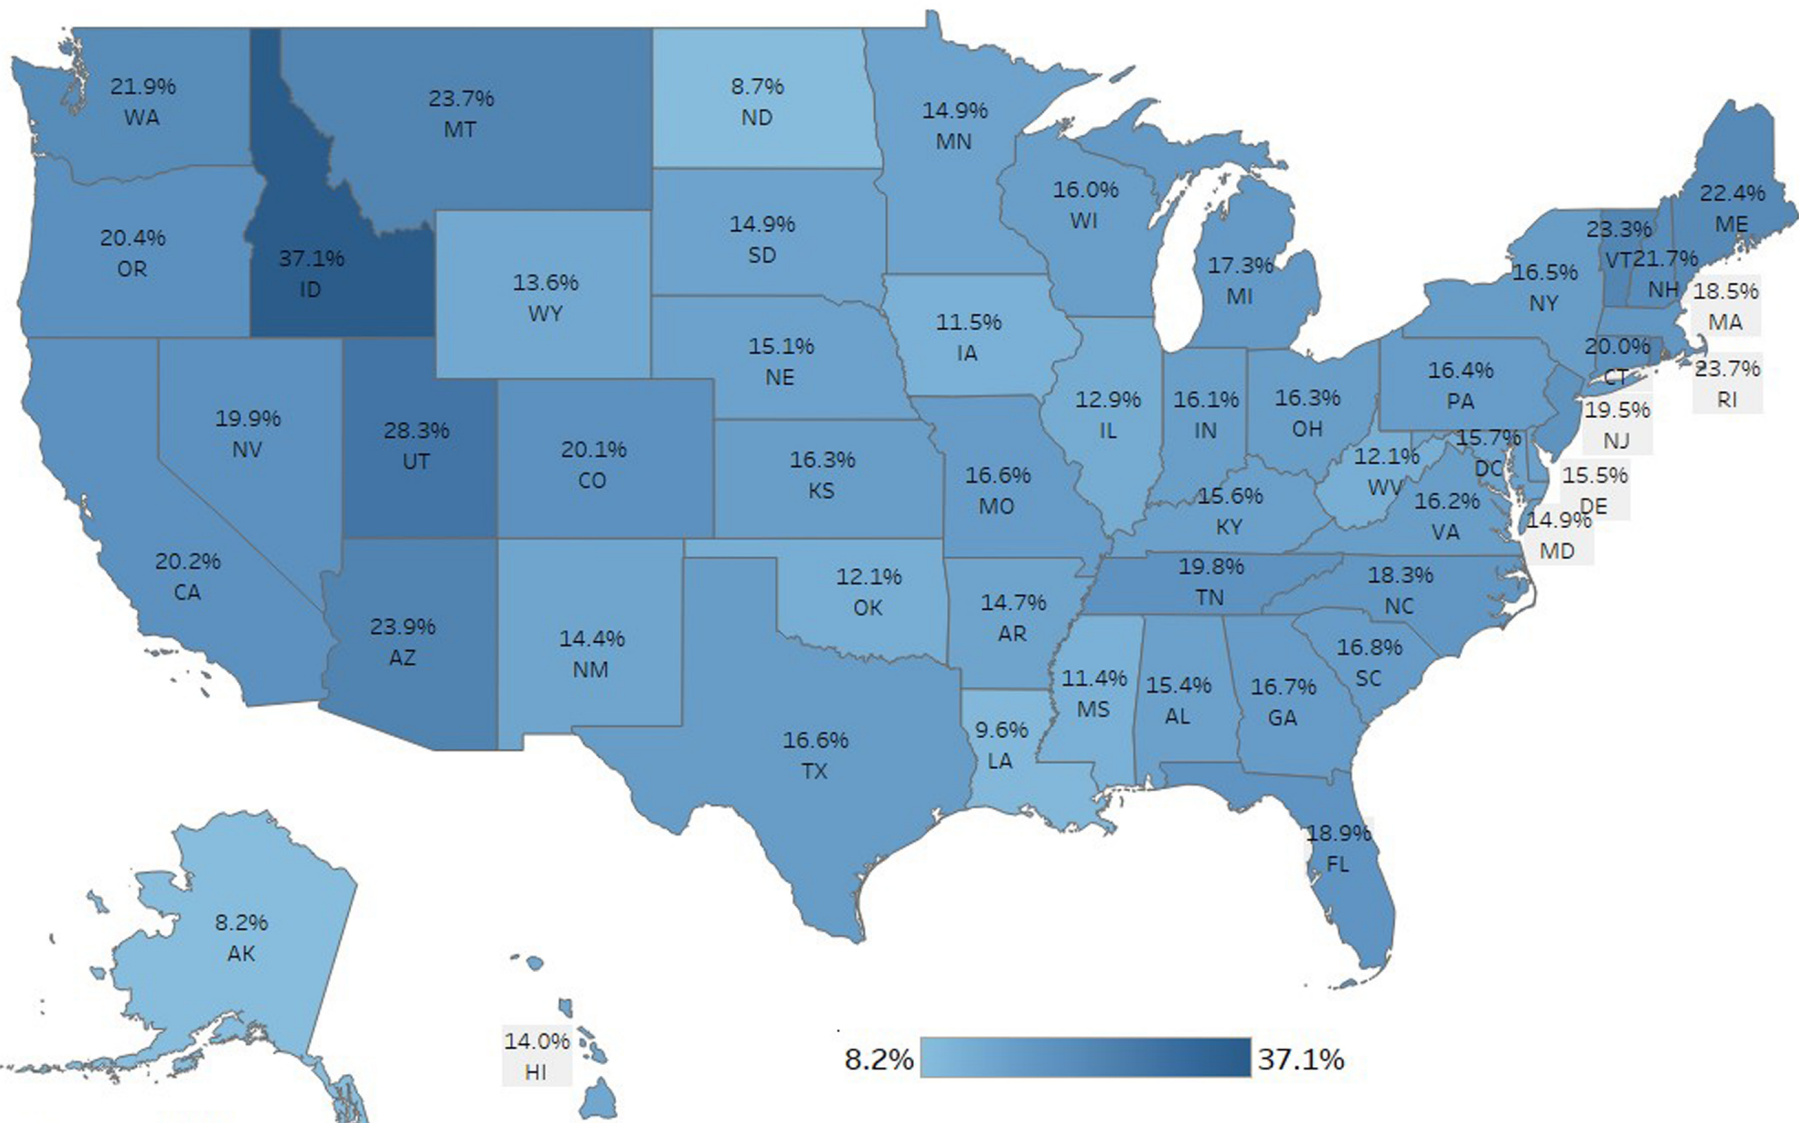 21.9%
WA
23.7%
MT
8.7%
ND
14.9%
MN
16.0%
WI
22.4%
ME
20.4%
OR
37.1%
ID
13.6%
WY
14.9%
SD
17.3%
MI
16.5%
NY
23.3%
VT
21.7%
NH
18.5%
MA
15.1%
NE
11.5%
IA
20.0%
CT
23.7%
RI
19.9%
NV
28.3%
UT
20.1%
CO
16.3%
KS
16.6%
MO
12.9%
IL
16.1%
IN
16.3%
OH
16.4%
PA
19.5%
NJ
12.1%
WV
15.7%
DC
15.5%
DE
14.9%
MD
15.6%
KY
16.2%
VA
20.2%
CA
23.9%
AZ
14.4%
NM
12.1%
OK
14.7%
AR
19.8%
TN
18.3%
NC
16.8%
SC
16.6%
TX
9.6%
LA
11.4%
MS
15.4%
AL
16.7%
GA
18.9%
FL
8.2%
AK
14.0%
HI
8.2%
37.1%